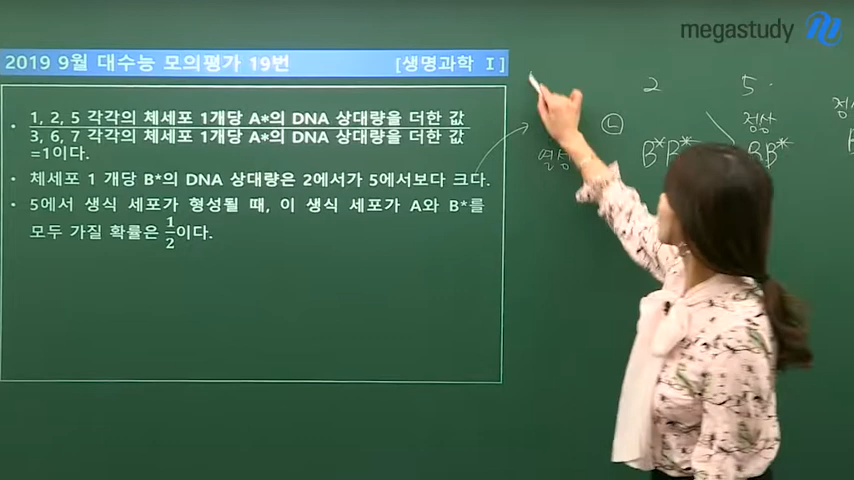 megastudy
2019 9월 대수능 모의평가 19번 [생명과학 Ⅰ]
· 1, 2, 5 각각의 체세포 1개당 A*의 DNA 상대량을 더한 값
3, 6, 7 각각의 체세포 1개당 A*의 DNA 상대량을 더한 값
=1이다.
· 체세포 1 개당 B*의 DNA 상대량은 2에서가 5에서보다 크다.
· 5에서 생식 세포가 형성될 때, 이 생식 세포가 A와 B*를
모두 가질 확률은 1/2이다.
2 5
㉡ 정상 정상
열성 B*B* BB*